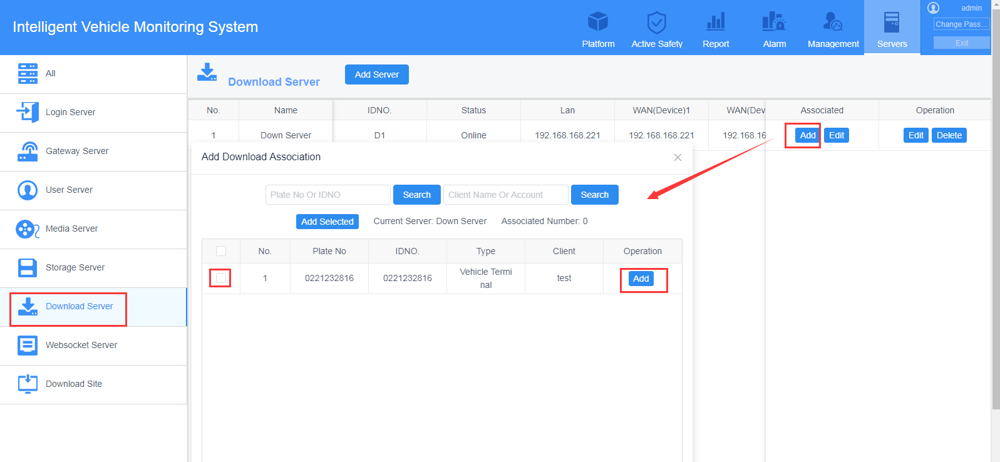 Intelligent Vehicle Monitoring System
Platform
Active Safety
Report
Alarm
Management
Servers
admin
Change Pass...
Exit
All
Login Server
Gateway Server
User Server
Media Server
Storage Server
Download Server
Websocket Server
Download Site
Download Server
Add Server
No. Name IDNO. Status Lan WAN(Device)1 WAN(Dev Associated Operation
1 Down Server D1 Online 192.168.168.221 192.168.168.221 192.168.16 Add Edit Edit Delete
Add Download Association
Plate No Or IDNO Search Client Name Or Account Search
Add Selected Current Server: Down Server Associated Number: 0
No. Plate No IDNO. Type Client Operation
1 0221232816 0221232816 Vehicle Termi
nal test Add